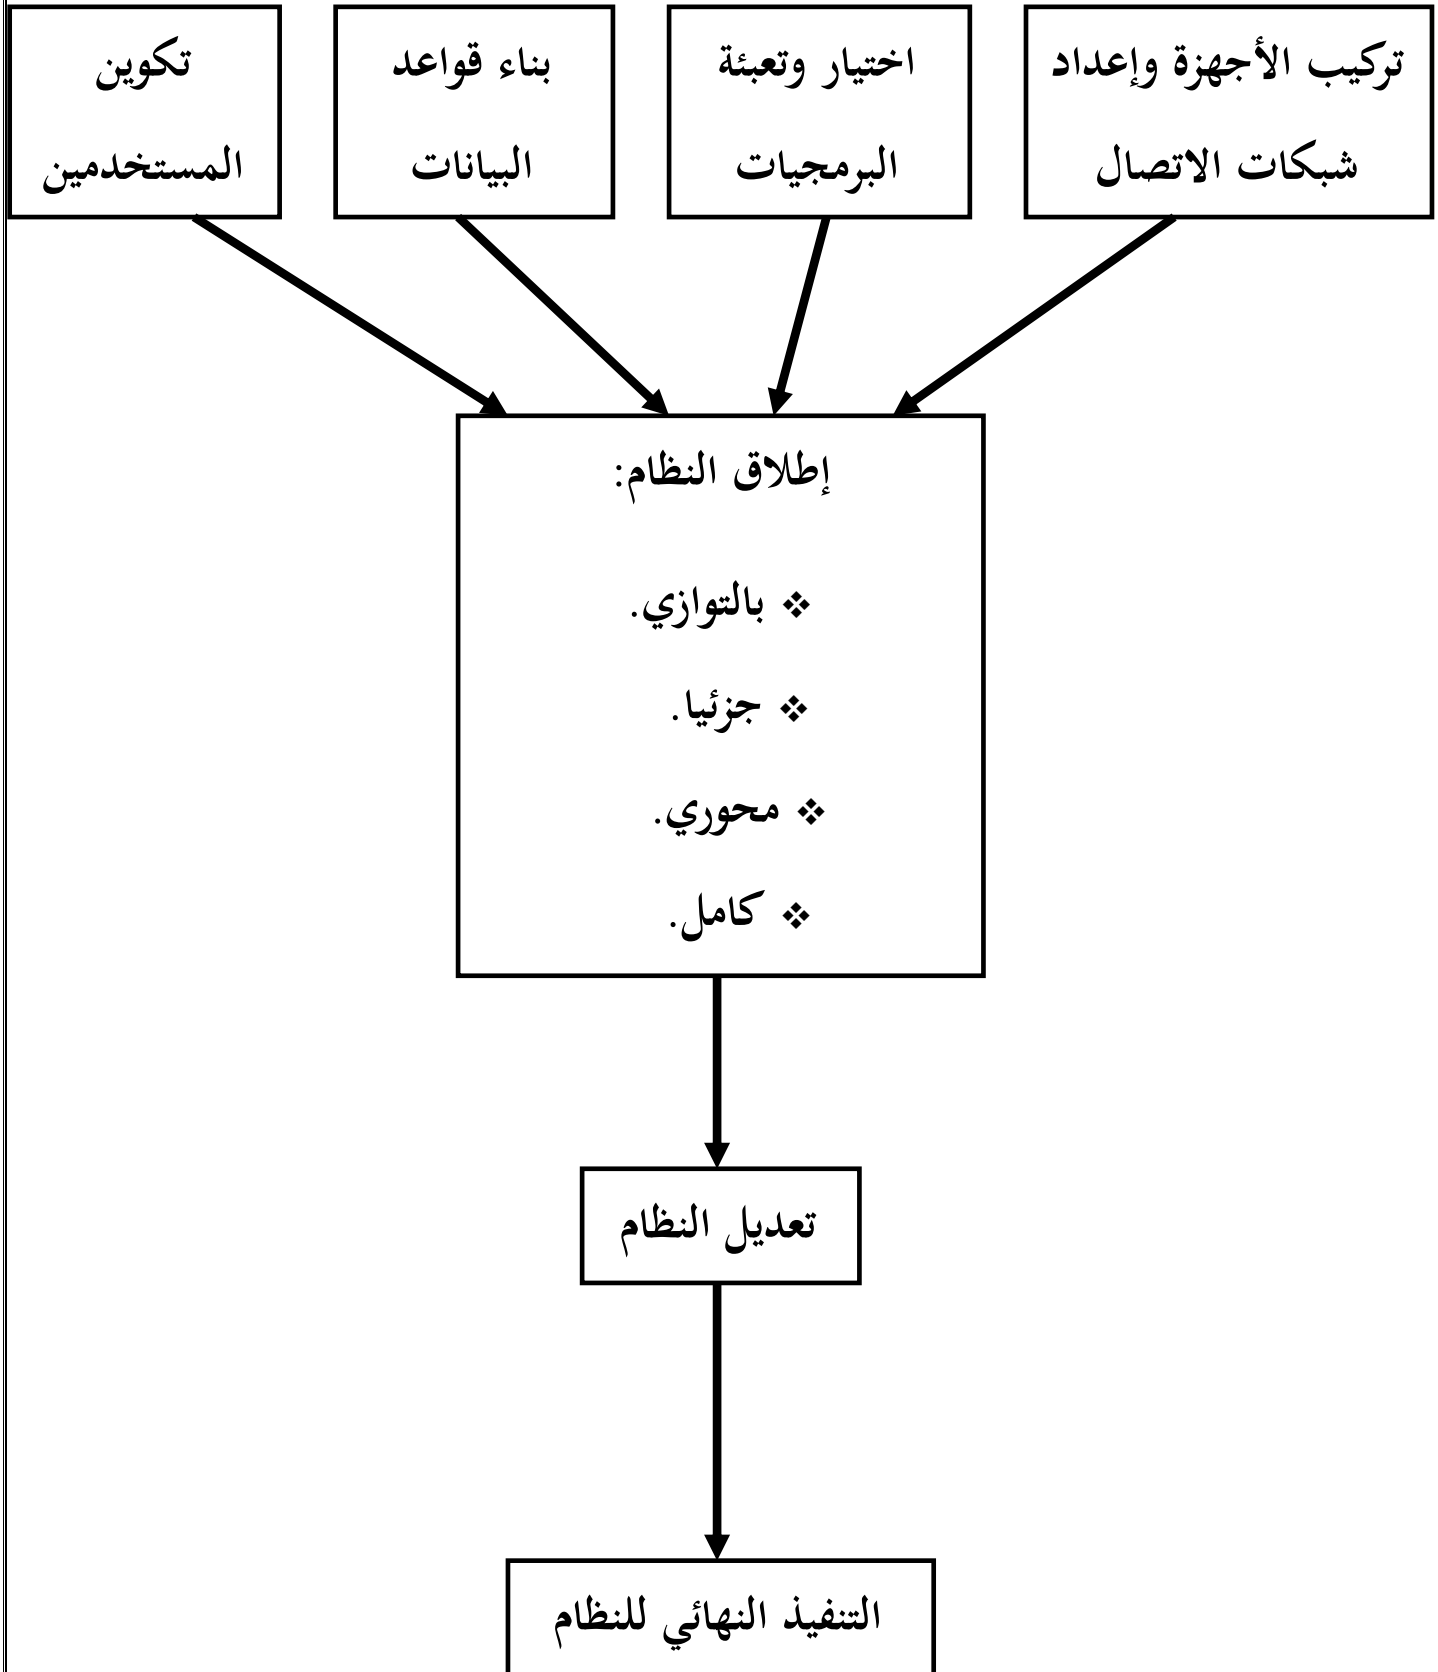 تركيب الأجهزة وإعداد
شبكات الاتصال
اختيار وتعبئة
البرمجيات
بناء قواعد
البيانات
تكوين
المستخدمين
إطلاق النظام:
❖ بالتوازي.
❖ جزئيا.
❖ محوري.
❖ كامل.
تعديل النظام
التنفيذ النهائي للنظام